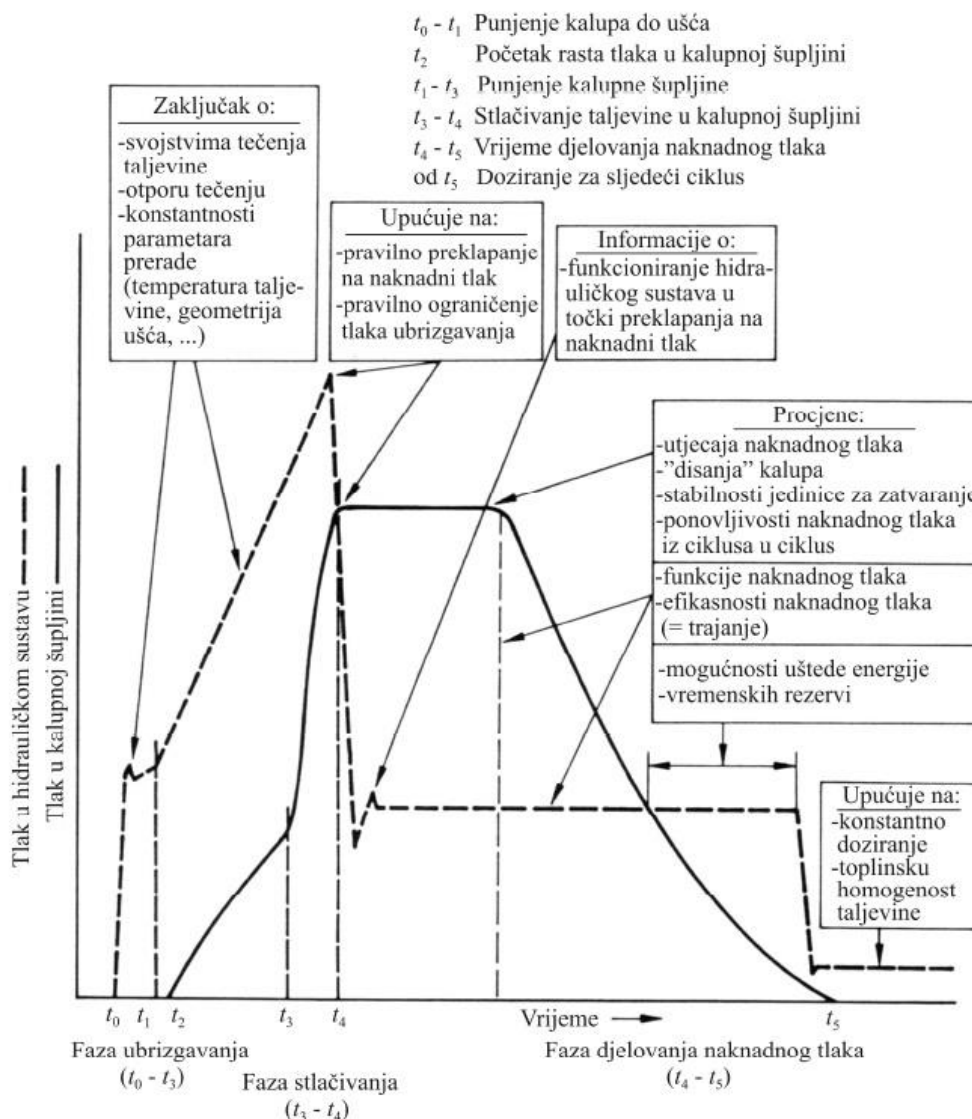 t₀ - t₁ Punjenje kalupa do ušća
t₂ Početak rasta tlaka u kalupnoj šupljini
t₁ - t₃ Punjenje kalupne šupljine
t₃ - t₄ Stlačivanje taljevine u kalupnoj šupljini
t₄ - t₅ Vrijeme djelovanja naknadnog tlaka
od t₅ Doziranje za sljedeći ciklus
Zaključak o:
-svojstvima tečenja
taljevine
-otporu tečenju
-konstantnosti
parametara
prerade
(temperatura talje-
vine, geometrija
ušća, ...)
Upućuje na:
-pravilno preklapanje
na naknadni tlak
-pravilno ograničenje
tlaka ubrizgavanja
Informacije o:
-funkcioniranje hidra-
uličkog sustava u
točki preklapanja na
naknadni tlak
Procjene:
-utjecaja naknadnog tlaka
-”disanja” kalupa
-stabilnosti jedinice za zatvaranje
-ponovljivosti naknadnog tlaka
iz ciklusa u ciklus
-funkcije naknadnog tlaka
-efikasnosti naknadnog tlaka
(= trajanje)
-mogućnosti uštede energije
-vremenskih rezervi
Upućuje na:
-konstantno
doziranje
-toplinsku
homogenost
taljevine
Tlak u hidrauličkom sustavu
Tlak u kalupnoj šupljini
t₀ t₁ t₂ t₃ t₄ Vrijeme t₅
Faza ubrizgavanja
(t₀ - t₃)
Faza stlačivanja
(t₃ - t₄)
Faza djelovanja naknadnog tlaka
(t₄ - t₅)